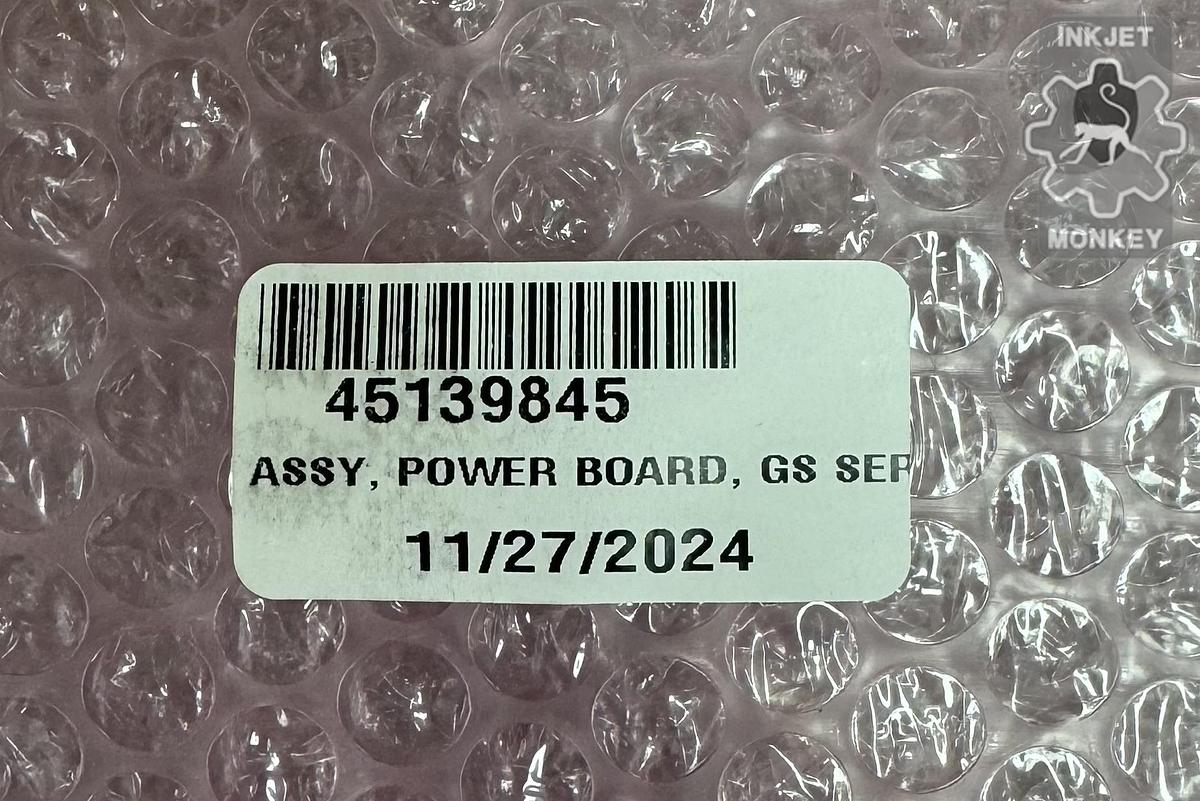 INKJET
MONKEY
45139845
ASSY, POWER BOARD, GS SER
11/27/2024